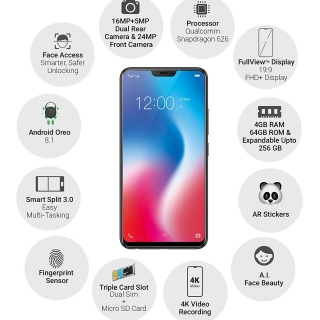 16MP+5MP
Dual Rear
Camera & 24MP
Front Camera
Processor
Qualcomm
Snapdragon 626
Face Access
Smarter, Safer
Unlocking
FullView™ Display
19:9
FHD+ Display
12:30
Android Oreo
8.1
4GB RAM
64GB ROM &
Expandable Upto
256 GB
Smart Split 3.0
Easy
Multi-Tasking
AR Stickers
Fingerprint
Sensor
Triple Card Slot
Dual Sim
+
Micro SD Card
4K
4K Video
Recording
A.I.
Face Beauty